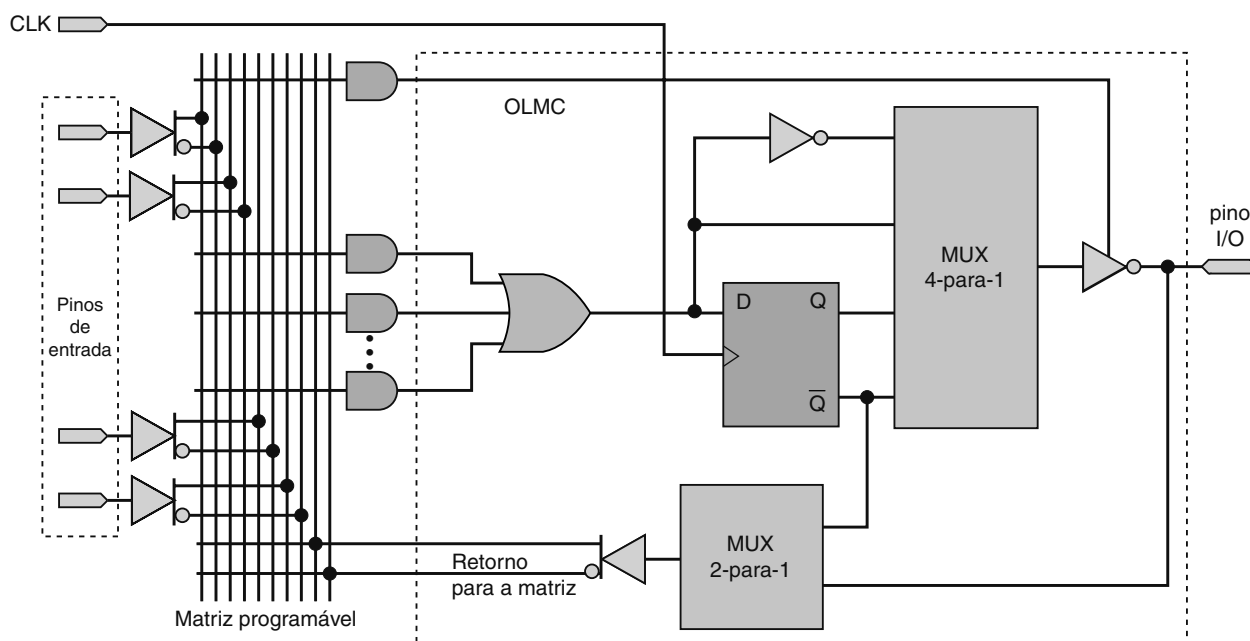 CLK
OLMC
Pinos
de
entrada
D
Q
Q̅
MUX
4-para-1
pino
I/O
MUX
2-para-1
Retorno
para a matriz
Matriz programável